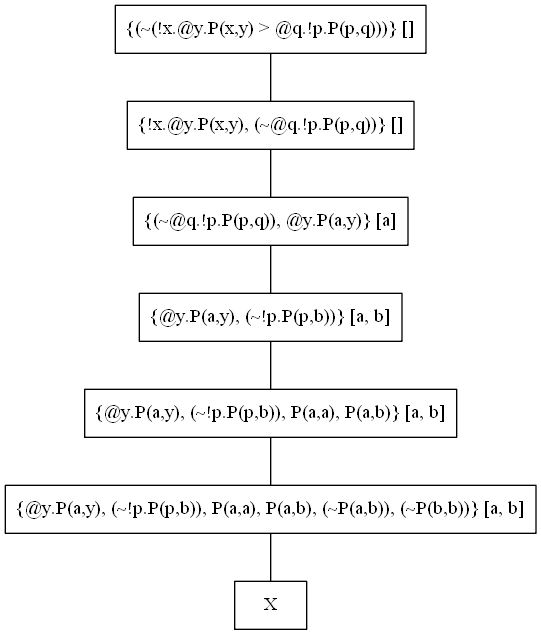 {(~(!x.@y.P(x,y) > @q.!p.P(p,q)))} []
{!x.@y.P(x,y), (~@q.!p.P(p,q))} []
{(~@q.!p.P(p,q)), @y.P(a,y)} [a]
{@y.P(a,y), (~!p.P(p,b))} [a, b]
{@y.P(a,y), (~!p.P(p,b)), P(a,a), P(a,b)} [a, b]
{@y.P(a,y), (~!p.P(p,b)), P(a,a), P(a,b), (~P(a,b)), (~P(b,b))} [a, b]
X